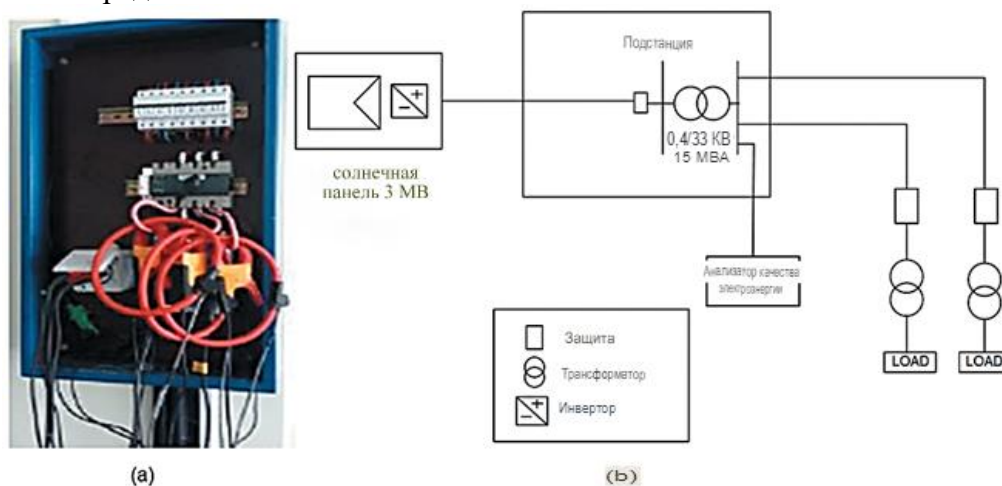 Подстанция
0,4/33 КВ
15 МВА
солнечная
панель 3 МВ
Анализатор качества
электроэнергии
Защита
Трансформатор
Инвертор
LOAD
LOAD
(a)
(b)